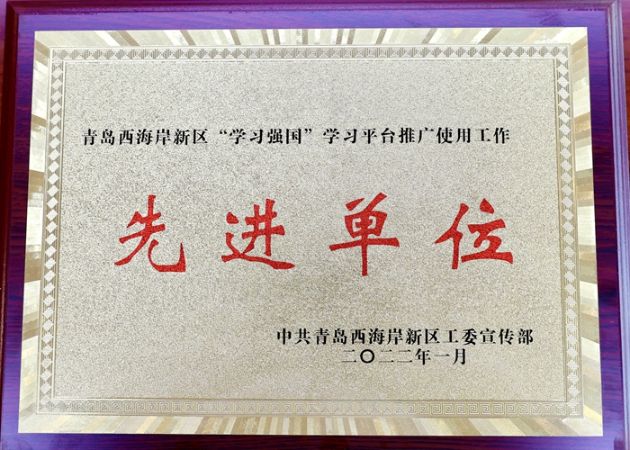 青岛西海岸新区“学习强国”学习平台推广使用工作
先进单位
中共青岛西海岸新区工委宣传部
二〇二二年一月